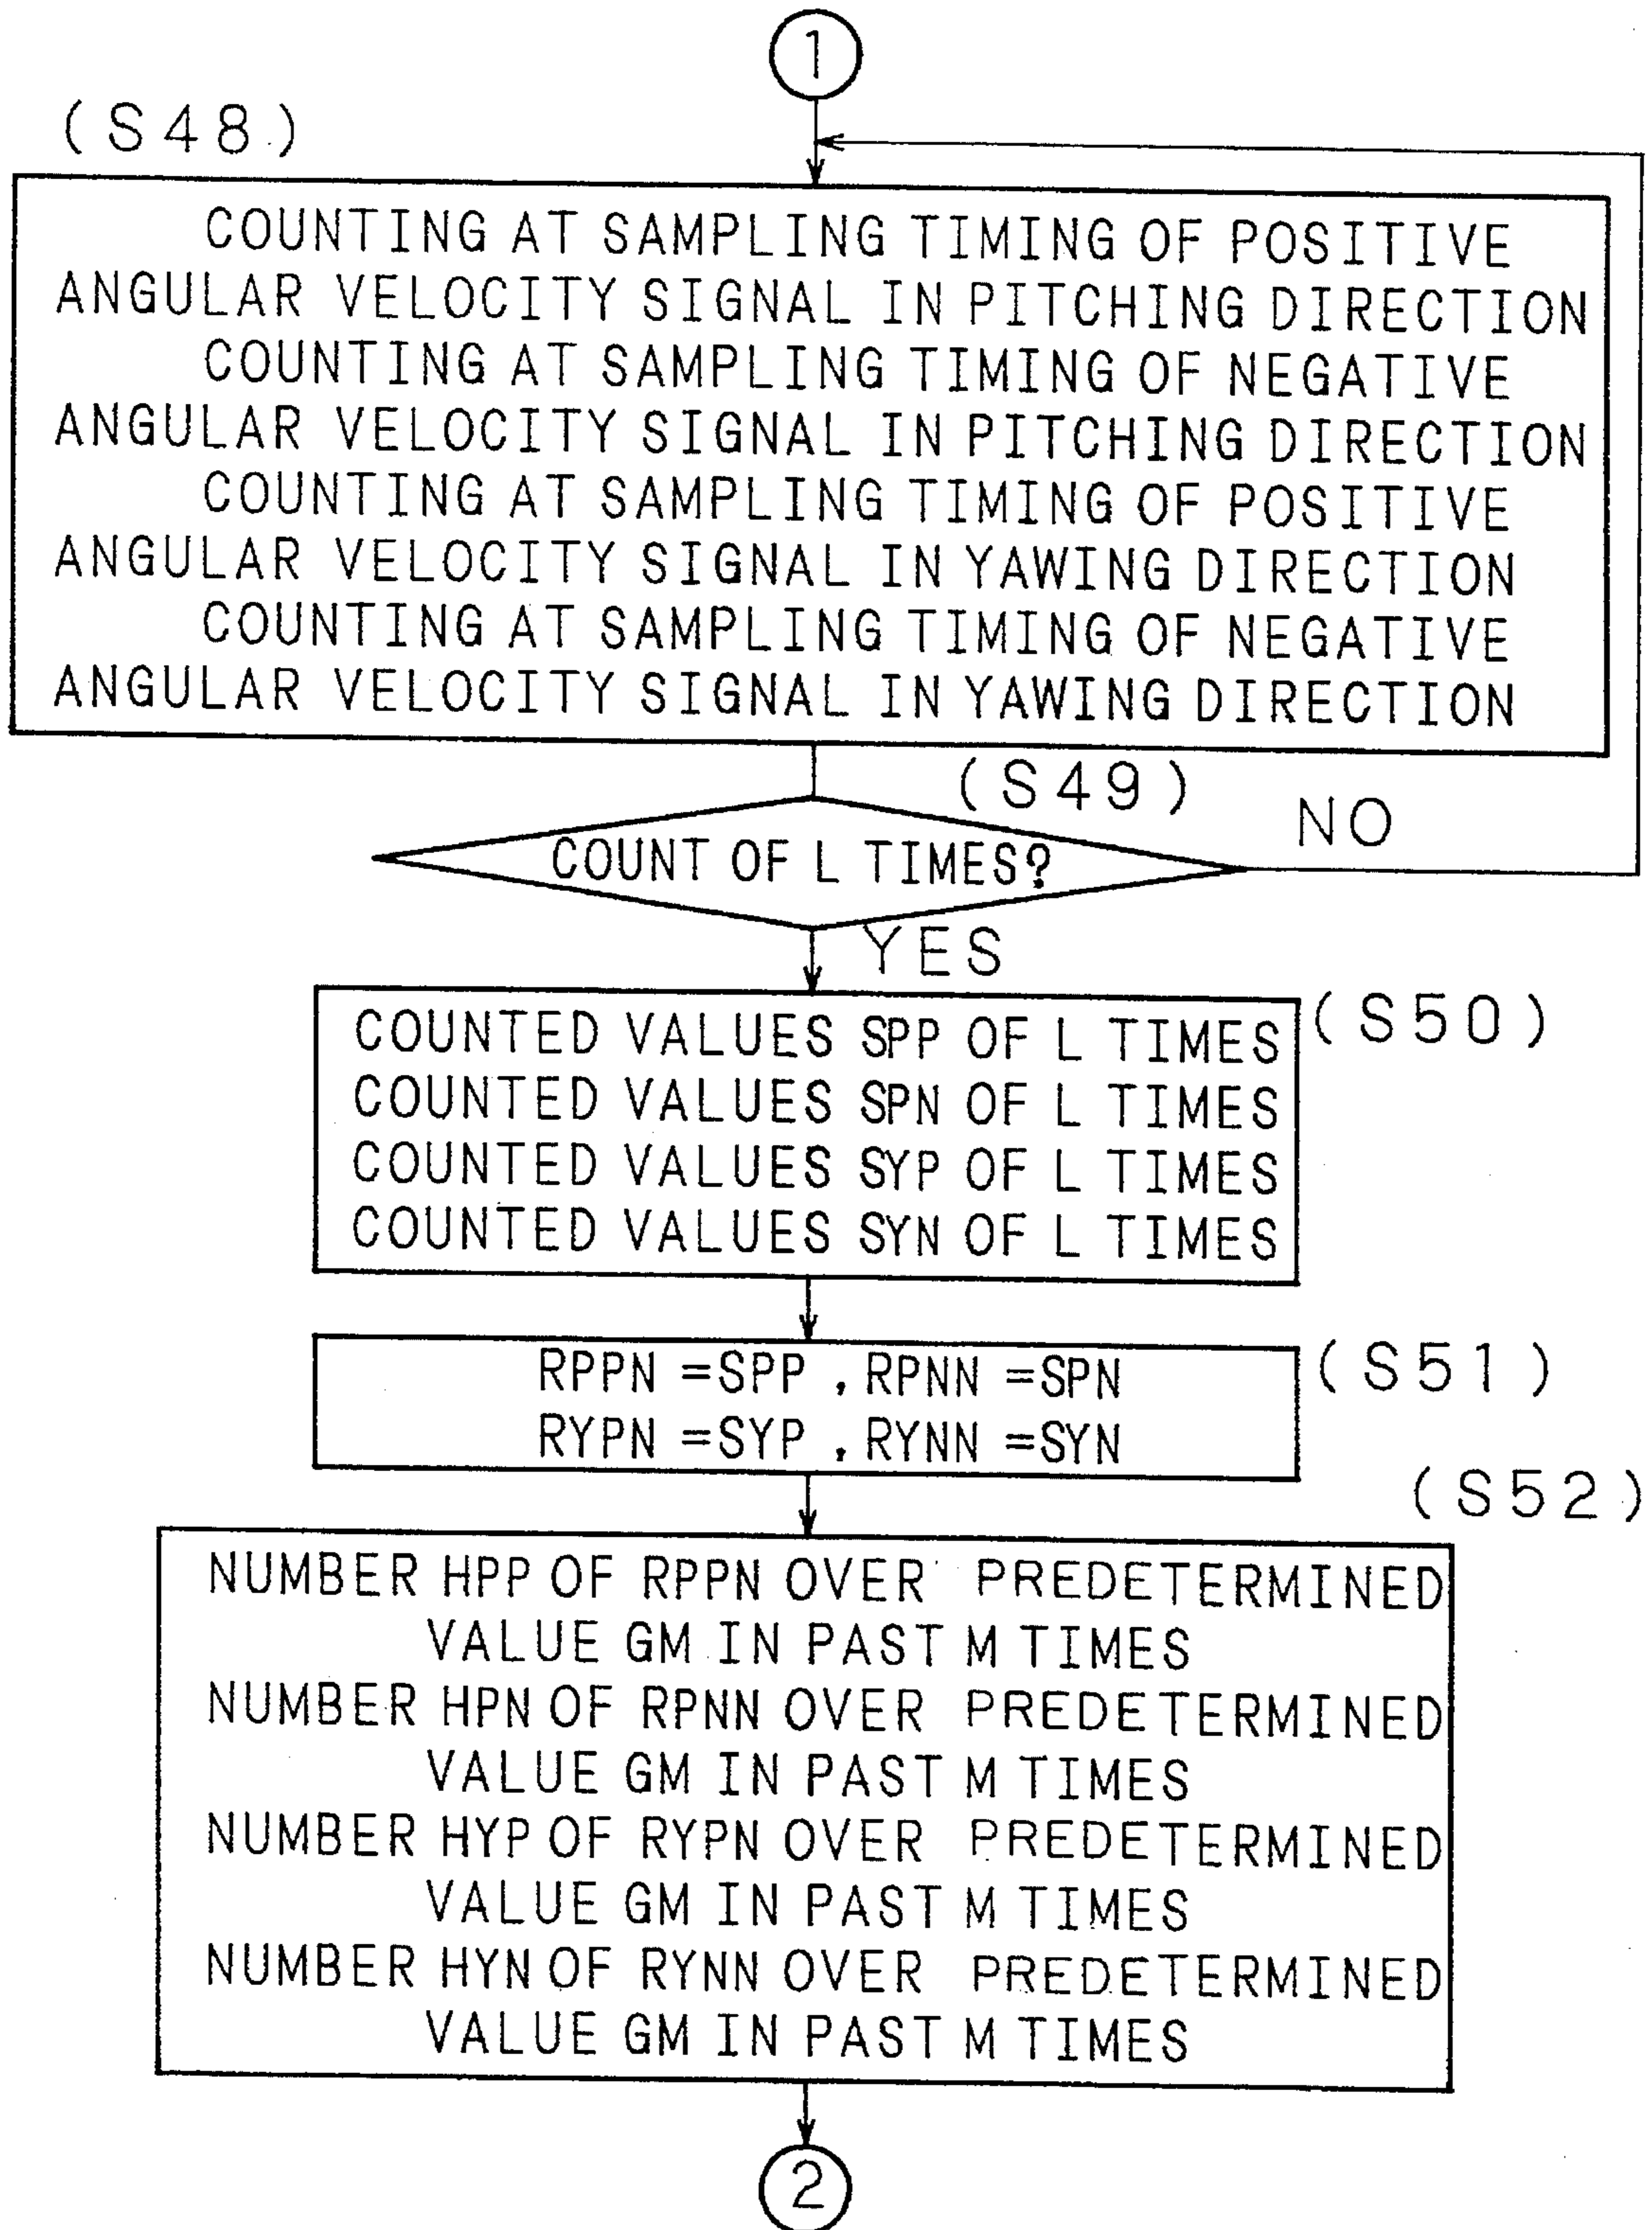 1
(S48)
COUNTING AT SAMPLING TIMING OF POSITIVE
ANGULAR VELOCITY SIGNAL IN PITCHING DIRECTION
COUNTING AT SAMPLING TIMING OF NEGATIVE
ANGULAR VELOCITY SIGNAL IN PITCHING DIRECTION
COUNTING AT SAMPLING TIMING OF POSITIVE
ANGULAR VELOCITY SIGNAL IN YAWING DIRECTION
COUNTING AT SAMPLING TIMING OF NEGATIVE
ANGULAR VELOCITY SIGNAL IN YAWING DIRECTION
(S49)
NO
COUNT OF L TIMES?
YES
(S50)
COUNTED VALUES SPP OF L TIMES
COUNTED VALUES SPN OF L TIMES
COUNTED VALUES SYP OF L TIMES
COUNTED VALUES SYN OF L TIMES
(S51)
RPPN =SPP , RPNN =SPN
RYPN =SYP , RYNN =SYN
(S52)
NUMBER HPP OF RPPN OVER PREDETERMINED
VALUE GM IN PAST M TIMES
NUMBER HPN OF RPNN OVER PREDETERMINED
VALUE GM IN PAST M TIMES
NUMBER HYP OF RYPN OVER PREDETERMINED
VALUE GM IN PAST M TIMES
NUMBER HYN OF RYNN OVER PREDETERMINED
VALUE GM IN PAST M TIMES
2